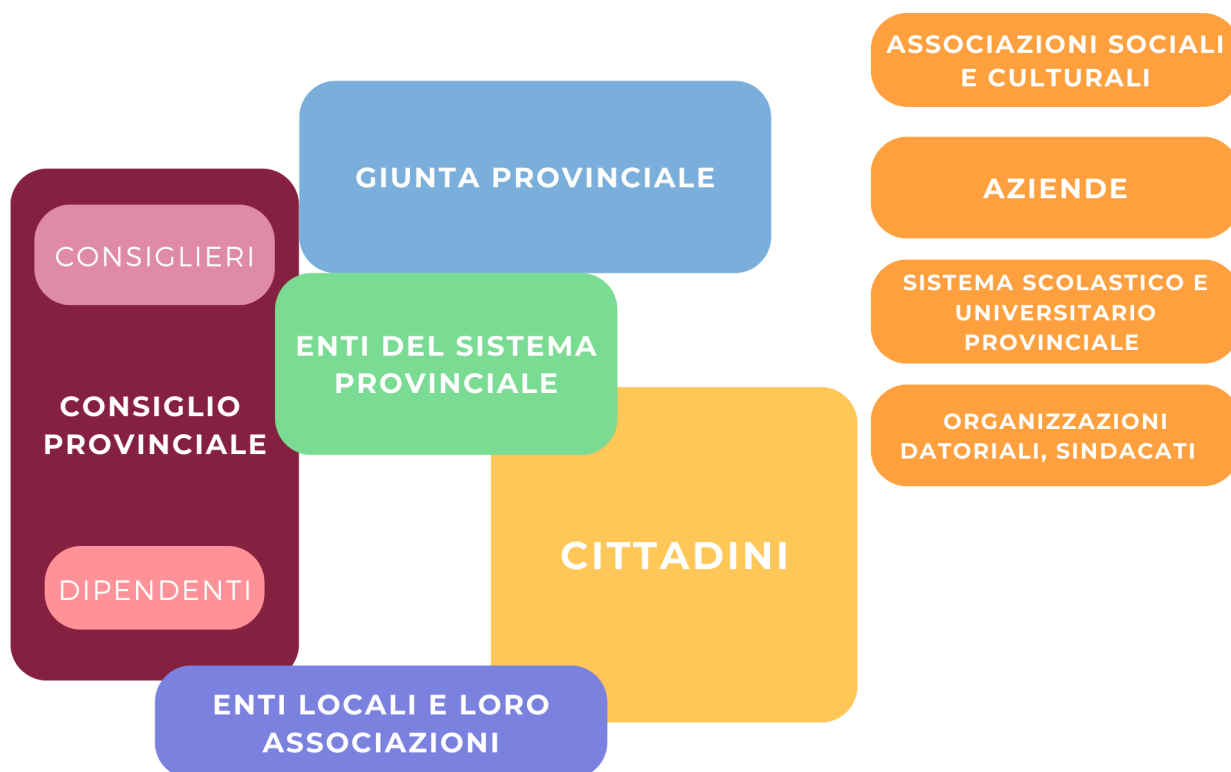 ASSOCIAZIONI SOCIALI
E CULTURALI
GIUNTA PROVINCIALE
AZIENDE
CONSIGLIERI
SISTEMA SCOLASTICO E
UNIVERSITARIO
PROVINCIALE
ENTI DEL SISTEMA
PROVINCIALE
CONSIGLIO
PROVINCIALE
ORGANIZZAZIONI
DATORIALI, SINDACATI
CITTADINI
DIPENDENTI
ENTI LOCALI E LORO
ASSOCIAZIONI